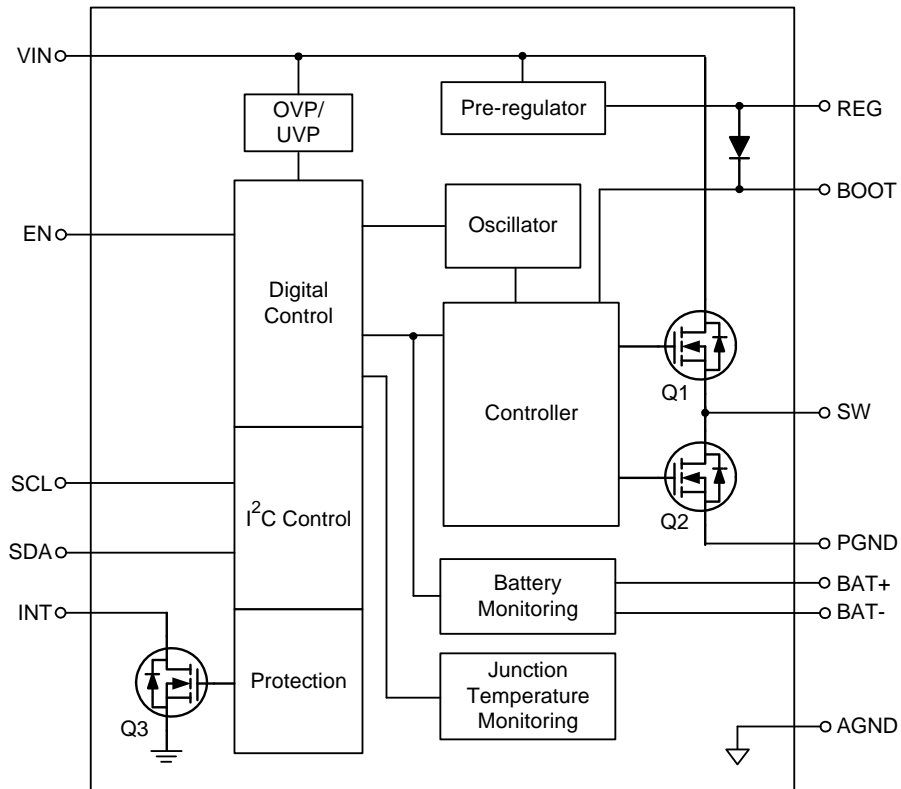 VIN
OVP/
UVP
Pre-regulator
REG
BOOT
EN
Oscillator
Digital
Control
Controller
Q1
SW
SCL
I²C Control
Q2
SDA
PGND
INT
Battery
Monitoring
BAT+
BAT-
Protection
Junction
Temperature
Monitoring
Q3
AGND